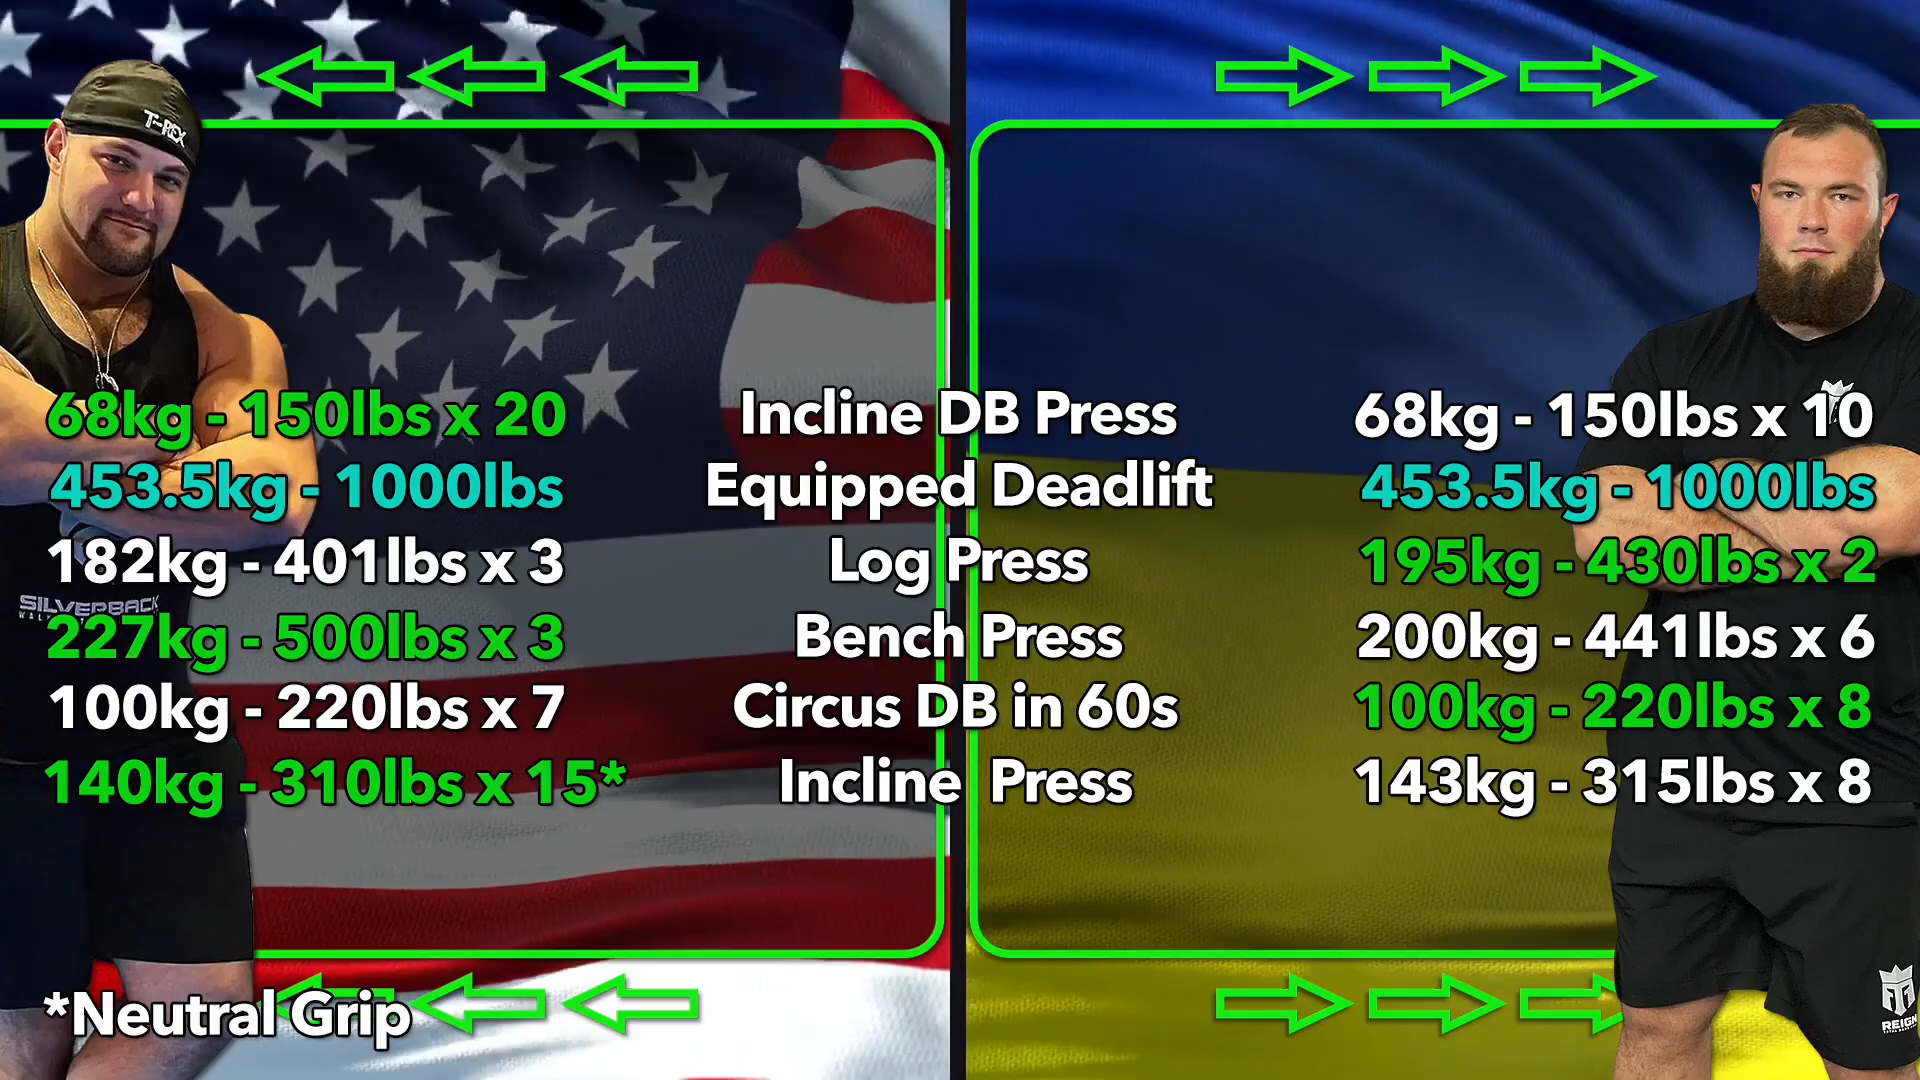 T-REX
68kg - 150lbs x 20 Incline DB Press 68kg - 150lbs x 10
453.5kg - 1000lbs Equipped Deadlift 453.5kg - 1000lbs
182kg - 401lbs x 3 Log Press 195kg - 430lbs x 2
SILVERBACK
227kg - 500lbs x 3 Bench Press 200kg - 441lbs x 6
100kg - 220lbs x 7 Circus DB in 60s 100kg - 220lbs x 8
140kg - 310lbs x 15* Incline Press 143kg - 315lbs x 8
*Neutral Grip
REIGN